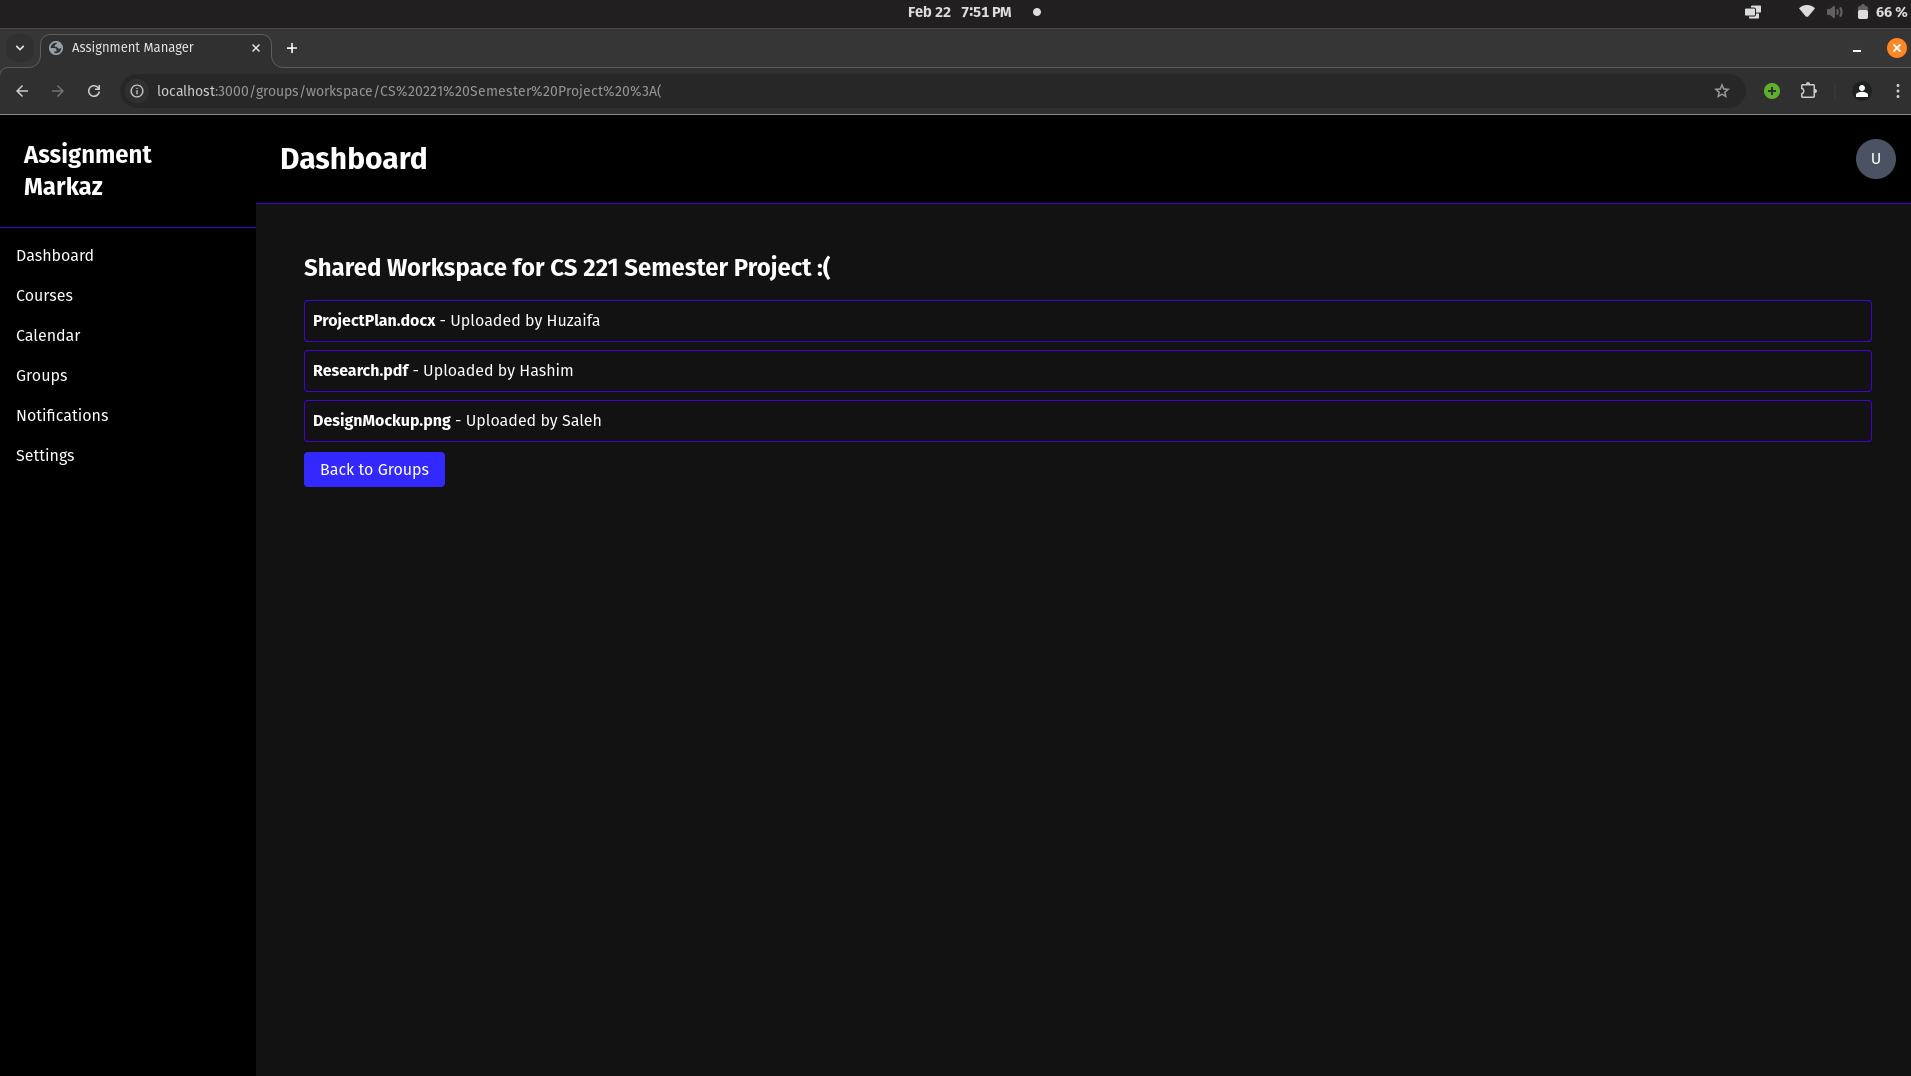 Feb 22 7:51 PM
66 %
Assignment Manager
localhost:3000/groups/workspace/CS%20221%20Semester%20Project%20%3A(
Assignment
Markaz
Dashboard
U
Dashboard
Courses
Calendar
Groups
Notifications
Settings
Shared Workspace for CS 221 Semester Project :(
ProjectPlan.docx - Uploaded by Huzaifa
Research.pdf - Uploaded by Hashim
DesignMockup.png - Uploaded by Saleh
Back to Groups